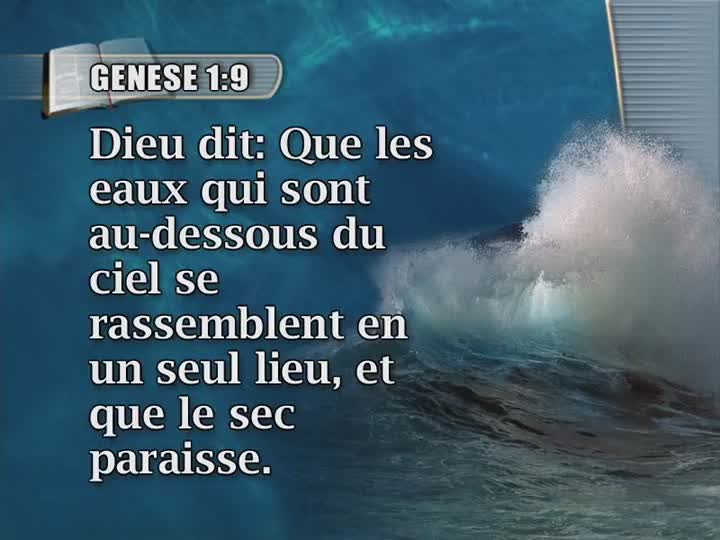 GENESE 1:9
Dieu dit: Que les
eaux qui sont
au-dessous du
ciel se
rassemblent en
un seul lieu, et
que le sec
paraisse.